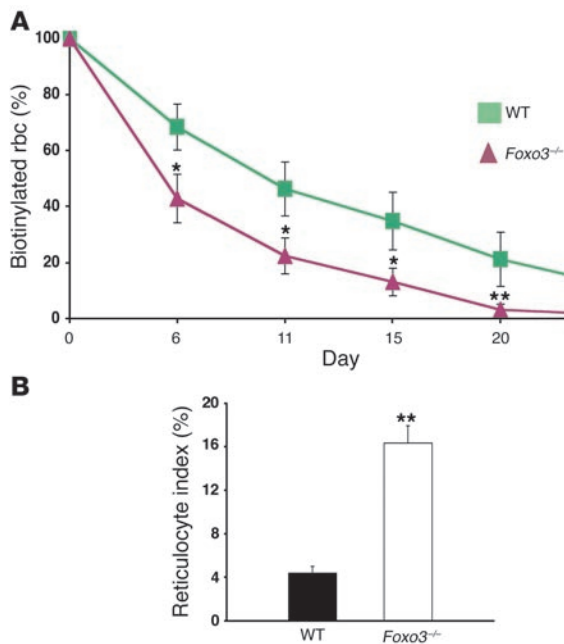 A
Biotinylated rbc (%)
100
80
60
40
20
0
*
*
*
**
WT
Foxo3–/–
0 6 11 15 20
Day
B
Reticulocyte index (%)
20
16
12
8
4
0
**
WT Foxo3–/–